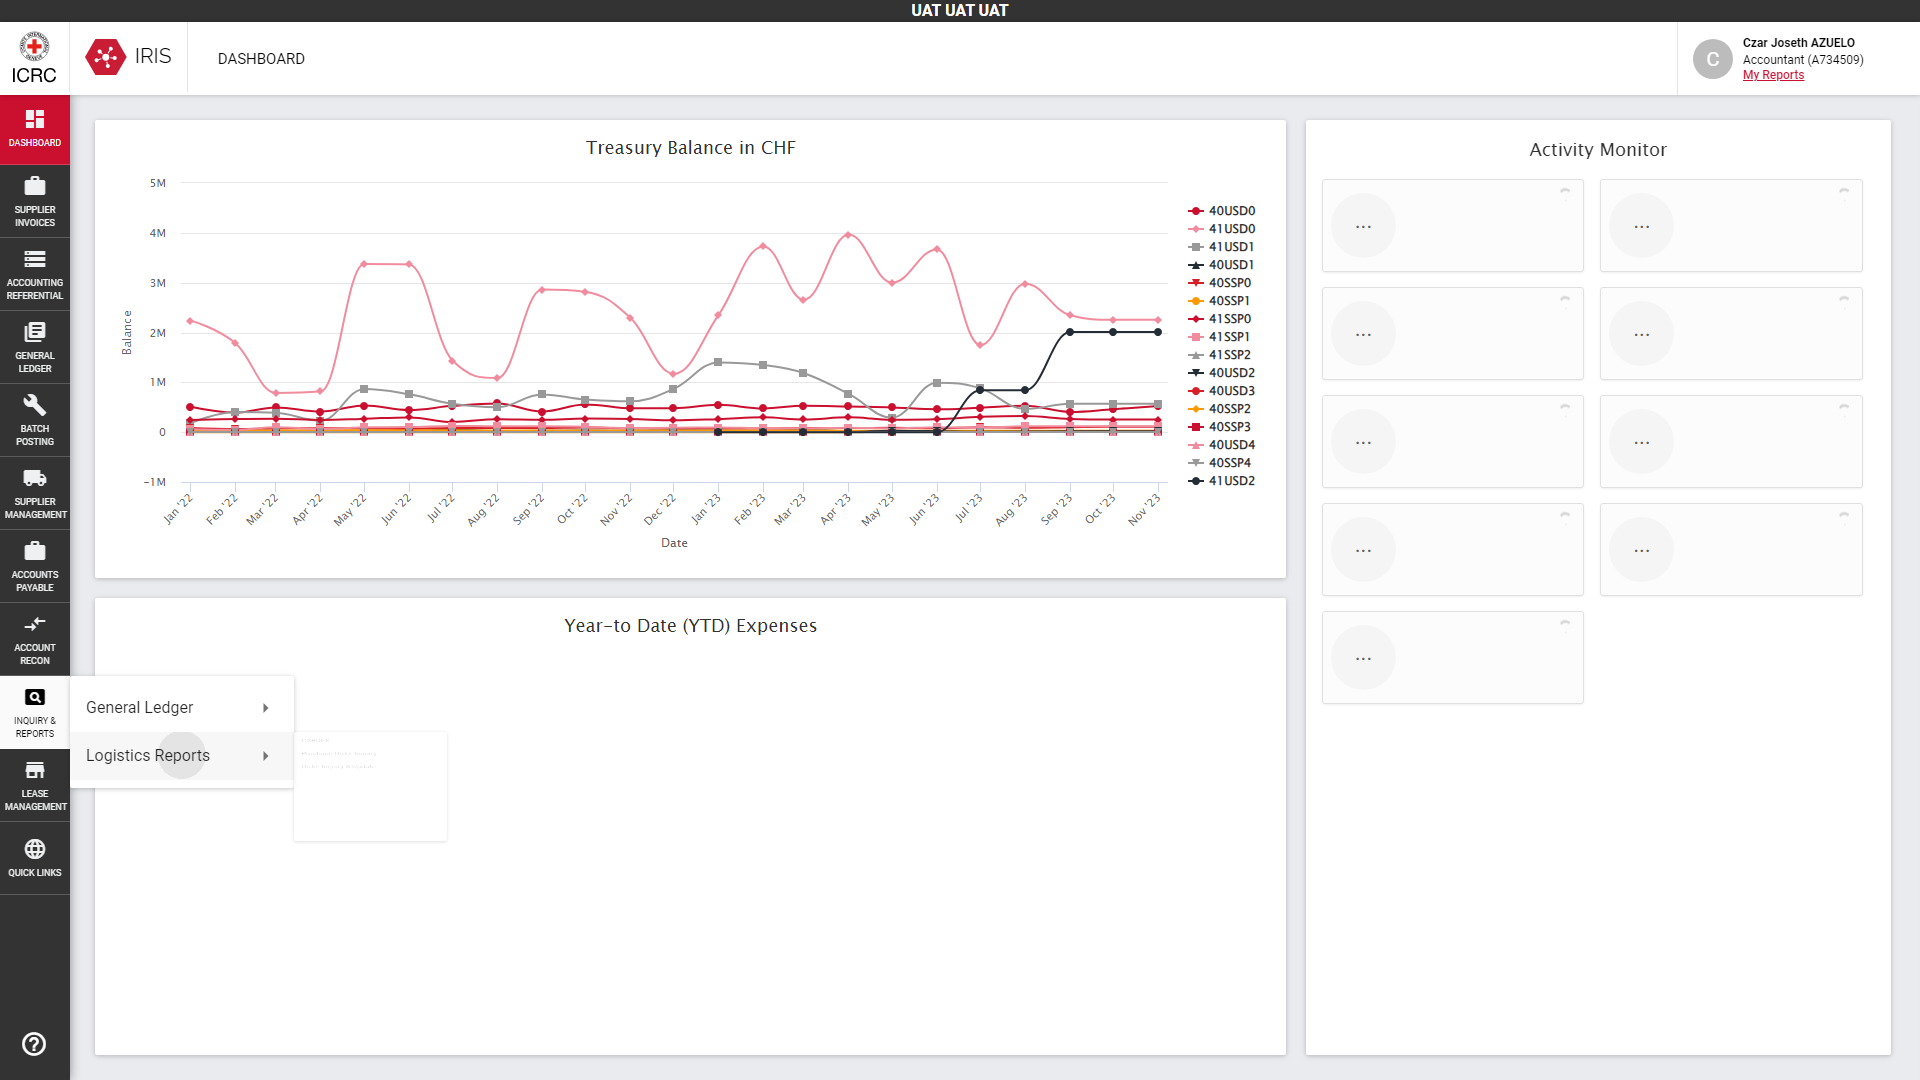 UAT UAT UAT
ICRC
IRIS
DASHBOARD
C
Czar Joseth AZUELO
Accountant (A734509)
My Reports
DASHBOARD
SUPPLIER
INVOICES
ACCOUNTING
REFERENTIAL
GENERAL
LEDGER
BATCH
POSTING
SUPPLIER
MANAGEMENT
ACCOUNTS
PAYABLE
ACCOUNT
RECON
INQUIRY &
REPORTS
LEASE
MANAGEMENT
QUICK LINKS
General Ledger
Logistics Reports
Treasury Balance in CHF
5M
4M
3M
2M
1M
0
-1M
Balance
Jan '22
Feb '22
Mar '22
Apr '22
May '22
Jun '22
Jul '22
Aug '22
Sep '22
Oct '22
Nov '22
Dec '22
Jan '23
Feb '23
Mar '23
Apr '23
May '23
Jun '23
Jul '23
Aug '23
Sep '23
Oct '23
Nov '23
Date
40USD0
41USD0
41USD1
40USD1
40SSP0
40SSP1
41SSP0
41SSP1
41SSP2
40USD2
40USD3
40SSP2
40SSP3
40USD4
40SSP4
41USD2
Year-to Date (YTD) Expenses
Activity Monitor
...
...
...
...
...
...
...
...
...